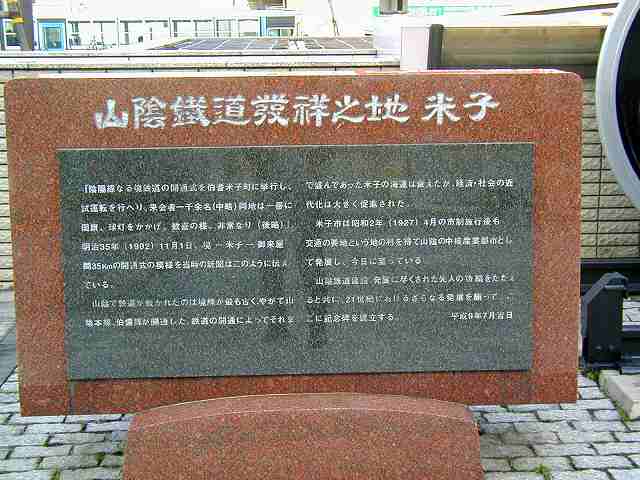 山陰鐵道發祥之地 米子
「陰陽線なる境鉄道の開通式を伯耆米子町に挙行し、
試運転を行へり、来会者一千余名（中略）同地は一番に
国旗、球灯をかかげ、歓喜の様、非常なり（後略）」
明治35年（1902）11月1日、境－米子－御来屋
間35Kmの開通式の模様を当時の新聞はこのように伝え
ている。
山陰で鉄道が敷かれたのは境線が最も古く、やがて山
陰本線、伯備線が開通した。鉄道の開通によってそれま
で盛んであった米子の海運は衰えたが、経済・社会の近
代化は大きく促進された。
米子市は昭和2年（1927）4月の市制施行後も
交通の要地という地の利を得て山陰の中核産業都市とし
て発展し、今日に至っている。
山陰鉄道建設、発展に尽くされた先人の功績をたたえ
ると共に、21世紀におけるさらなる発展を願って、こ
こに記念碑を建立する。 平成9年7月吉日